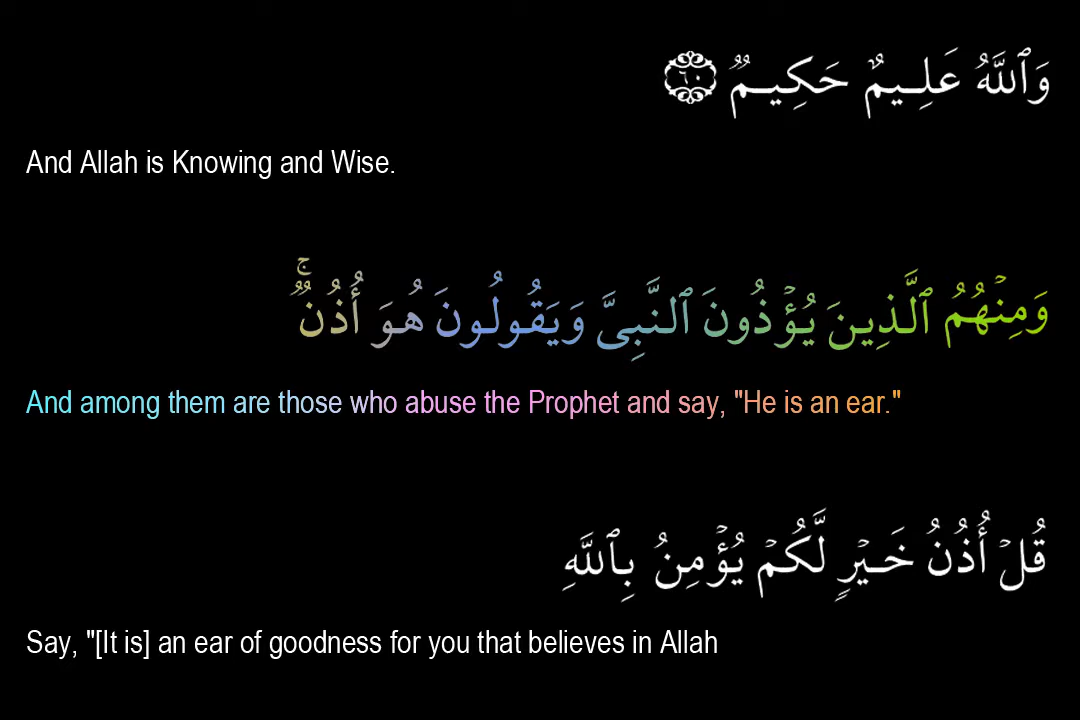 وَٱللَّهُ عَلِيمٌ حَكِيمٌ ٦٠
And Allah is Knowing and Wise.
وَمِنْهُمُ ٱلَّذِينَ يُؤْذُونَ ٱلنَّبِىَّ وَيَقُولُونَ هُوَ أُذُنٌ ۚ
And among them are those who abuse the Prophet and say, "He is an ear."
قُلْ أُذُنُ خَيْرٍ لَّكُمْ يُؤْمِنُ بِٱللَّهِ
Say, "[It is] an ear of goodness for you that believes in Allah